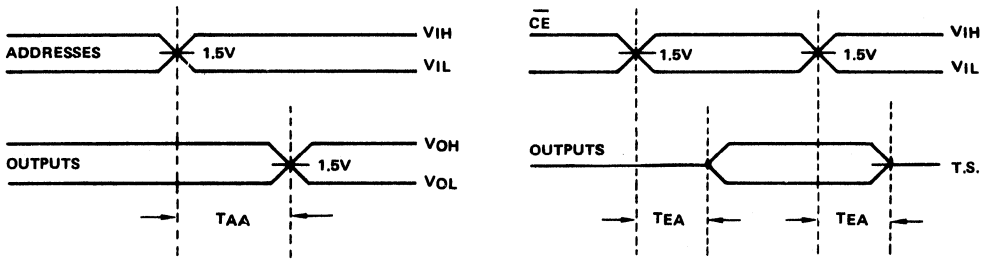 ADDRESSES
1.5V
VIH
VIL
OUTPUTS
1.5V
VOH
VOL
TAA
CE
1.5V
1.5V
VIH
VIL
OUTPUTS
T.S.
TEA
TEA